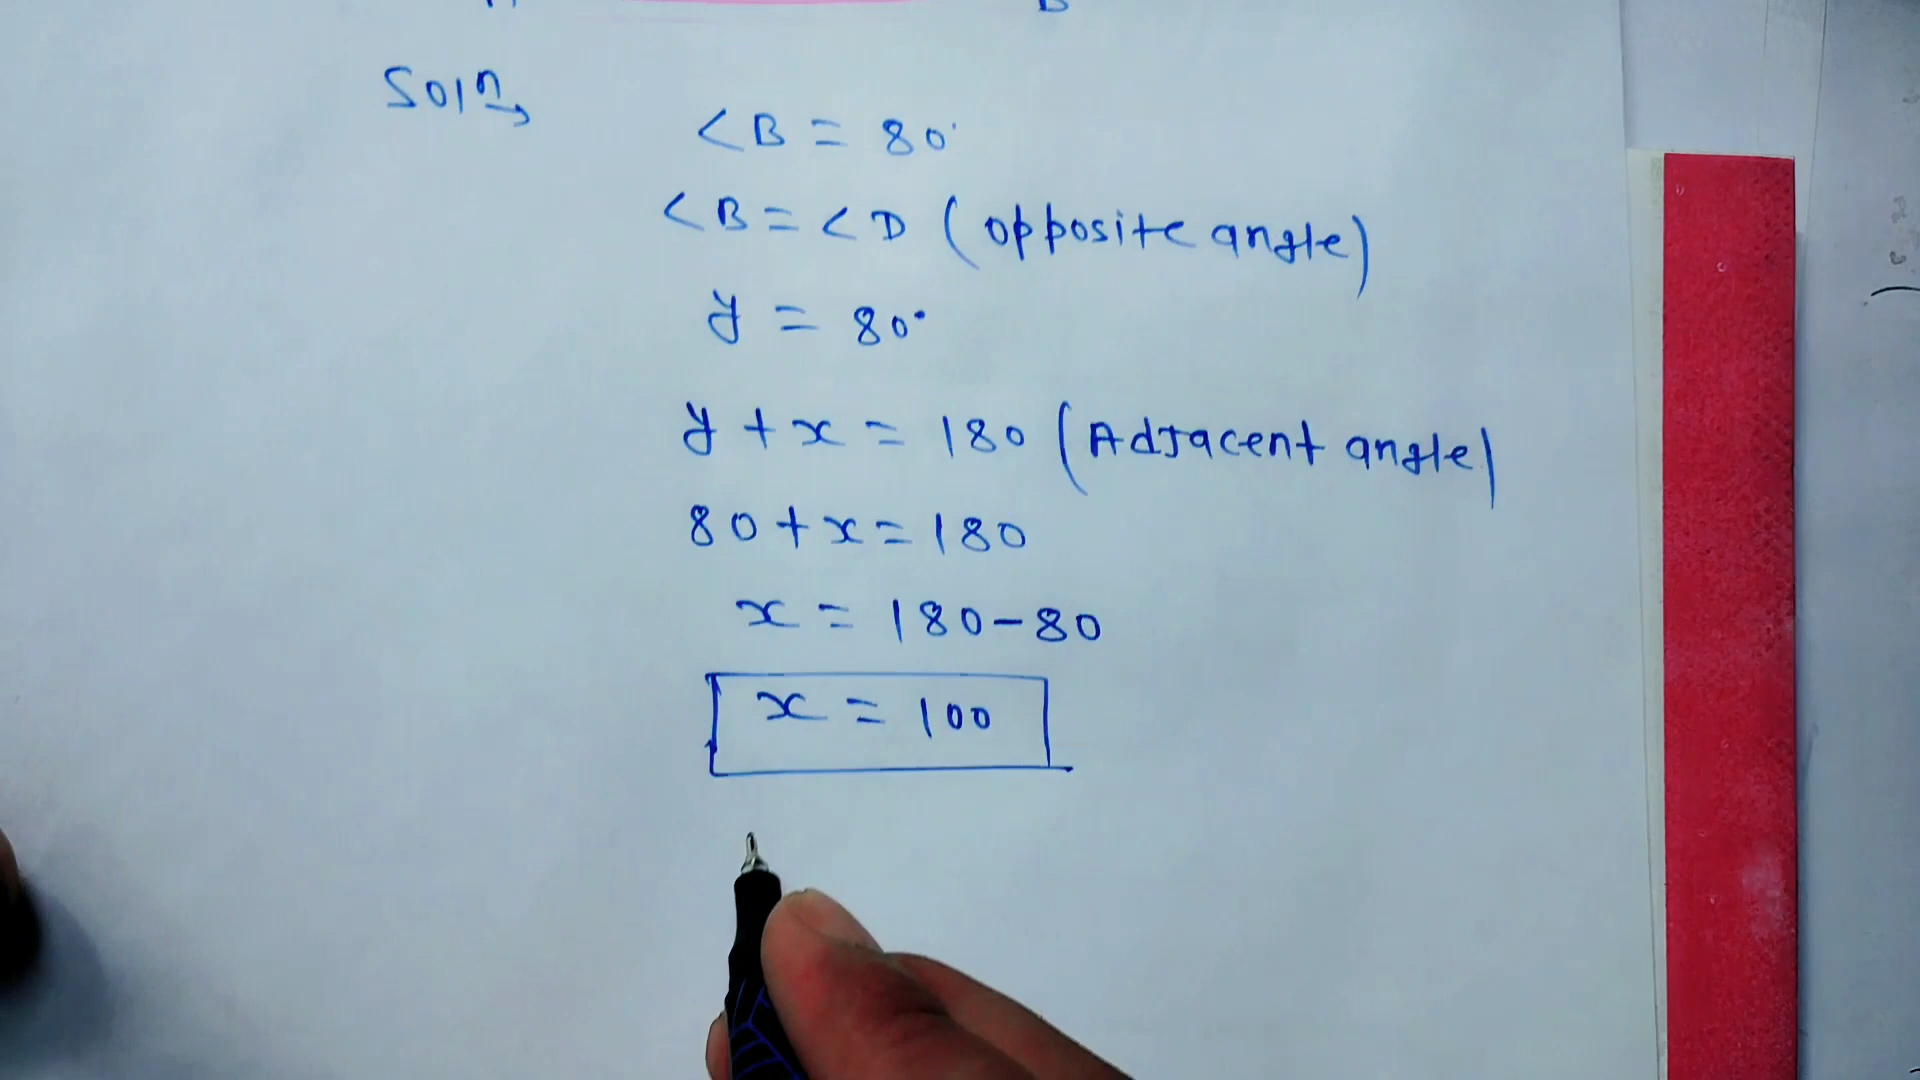 Soln
<B = 80°
<B = <D (opposite angle)
y = 80°
y + x = 180 (Adjacent angle)
80 + x = 180
x = 180 - 80
x = 100